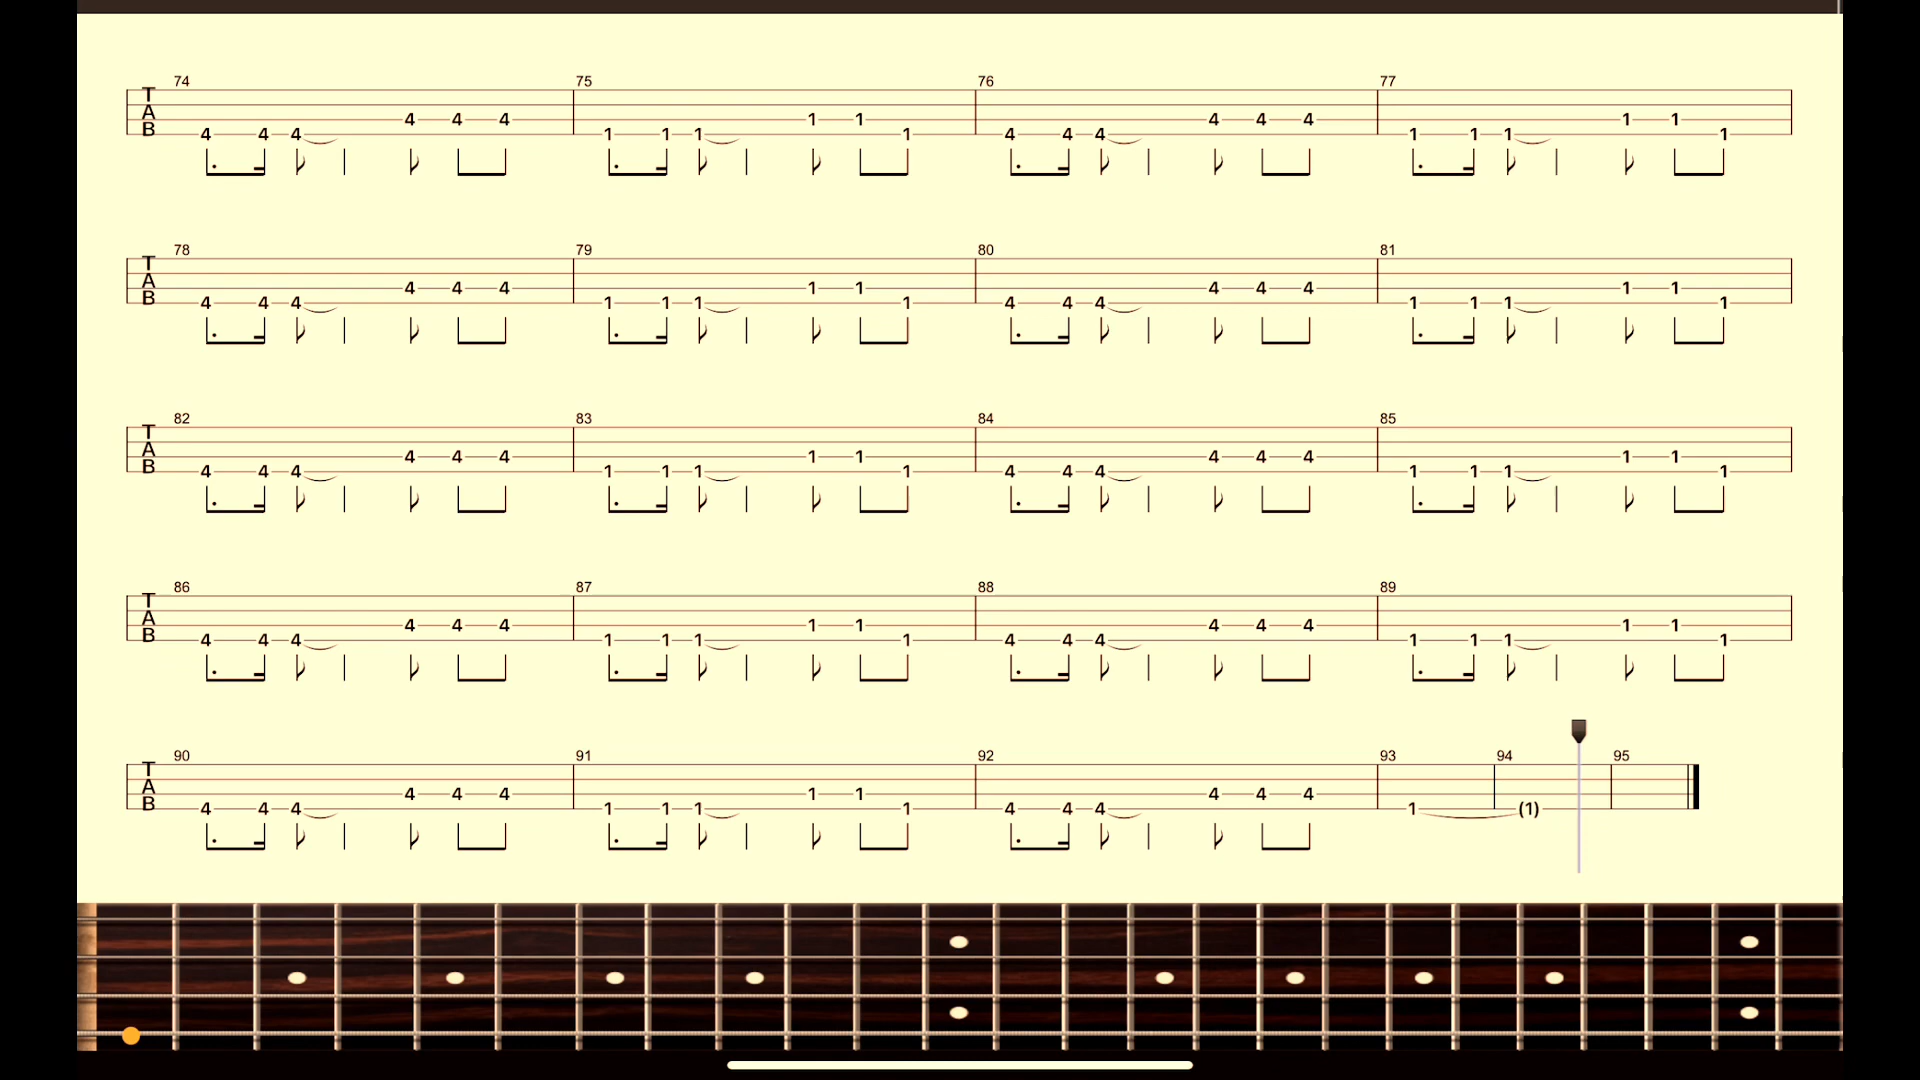 74 75 76 77
T
A 4 4 4 1 1 4 4 4 1 1
B 4 4 4 1 1 1 1 4 4 4 1 1 1 1
78 79 80 81
T
A 4 4 4 1 1 4 4 4 1 1
B 4 4 4 1 1 1 1 4 4 4 1 1 1 1
82 83 84 85
T
A 4 4 4 1 1 4 4 4 1 1
B 4 4 4 1 1 1 1 4 4 4 1 1 1 1
86 87 88 89
T
A 4 4 4 1 1 4 4 4 1 1
B 4 4 4 1 1 1 1 4 4 4 1 1 1 1
90 91 92 93 94 95
T
A 4 4 4 1 1 4 4 4
B 4 4 4 1 1 1 1 4 4 4 1 (1)